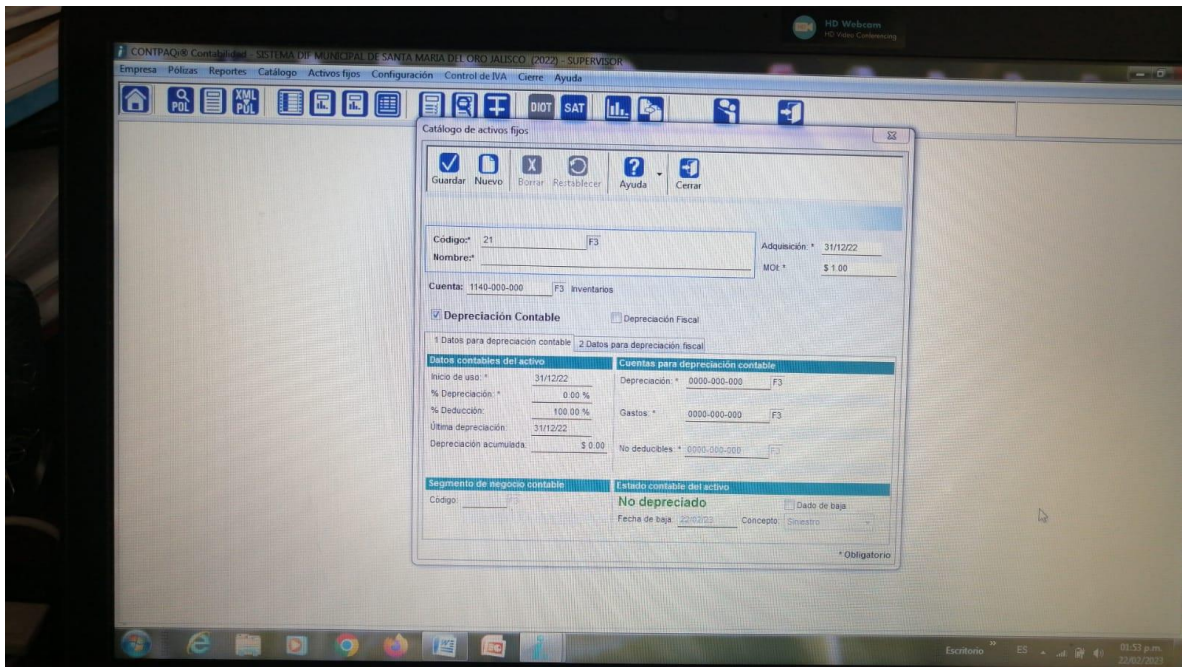 HD Webcam
HD Video Conferencing
CONTPAQi® Contabilidad - SISTEMA DIF MUNICIPAL DE SANTA MARIA DEL ORO JALISCO (2022) - SUPERVISOR
Empresa Pólizas Reportes Catálogo Activos fijos Configuración Control de IVA Cierre Ayuda
POL XML PÓL DIOT SAT
Catálogo de activos fijos
Guardar Nuevo Borrar Restablecer Ayuda Cerrar
Código:* 21 F3 Adquisición: * 31/12/22
Nombre:* MOI: * $ 1.00
Cuenta: 1140-000-000 F3 Inventarios
Depreciación Contable Depreciación Fiscal
1 Datos para depreciación contable 2 Datos para depreciación fiscal
Datos contables del activo Cuentas para depreciación contable
Inicio de uso: * 31/12/22 Depreciación: * 0000-000-000 F3
% Depreciación: * 0.00 %
% Deducción: 100.00 % Gastos: * 0000-000-000 F3
Última depreciación: 31/12/22
Depreciación acumulada: $ 0.00 No deducibles: * 0000-000-000 F3
Segmento de negocio contable Estado contable del activo
Código: F3 No depreciado Dado de baja
Fecha de baja: 22/02/23 Concepto: Siniestro
* Obligatorio
Escritorio ES 01:53 p.m.
22/02/2023